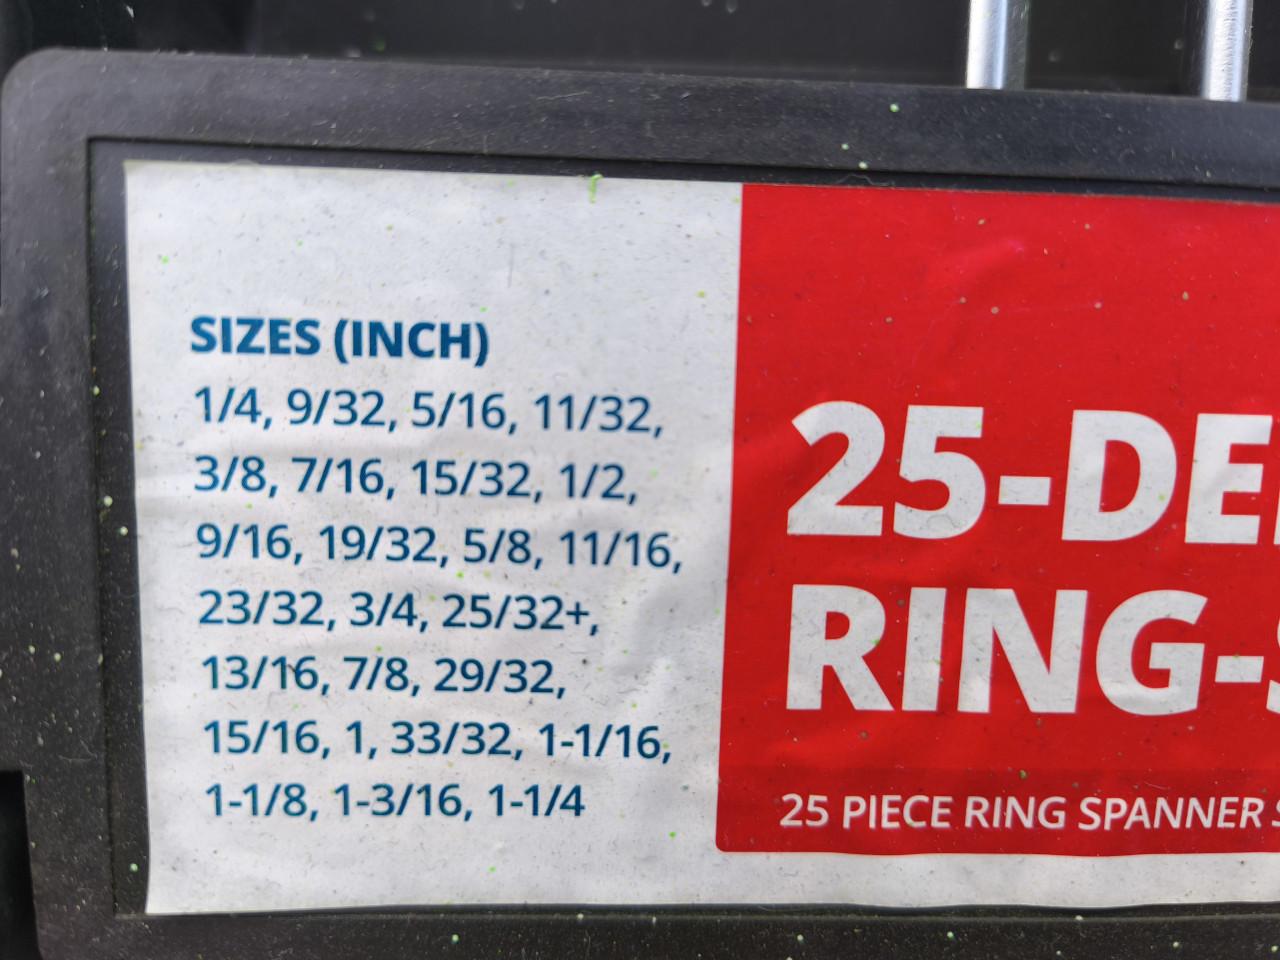 SIZES (INCH)
1/4, 9/32, 5/16, 11/32,
3/8, 7/16, 15/32, 1/2,
9/16, 19/32, 5/8, 11/16,
23/32, 3/4, 25/32+,
13/16, 7/8, 29/32,
15/16, 1, 33/32, 1-1/16,
1-1/8, 1-3/16, 1-1/4
25-DE
RING-
25 PIECE RING SPANNER